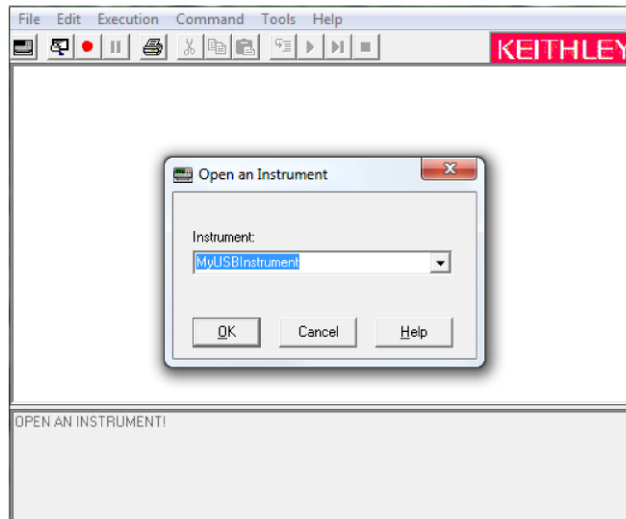 File Edit Execution Command Tools Help
KEITHLEY
Open an Instrument
Instrument:
MyUSBInstrument
OK Cancel Help
OPEN AN INSTRUMENT!